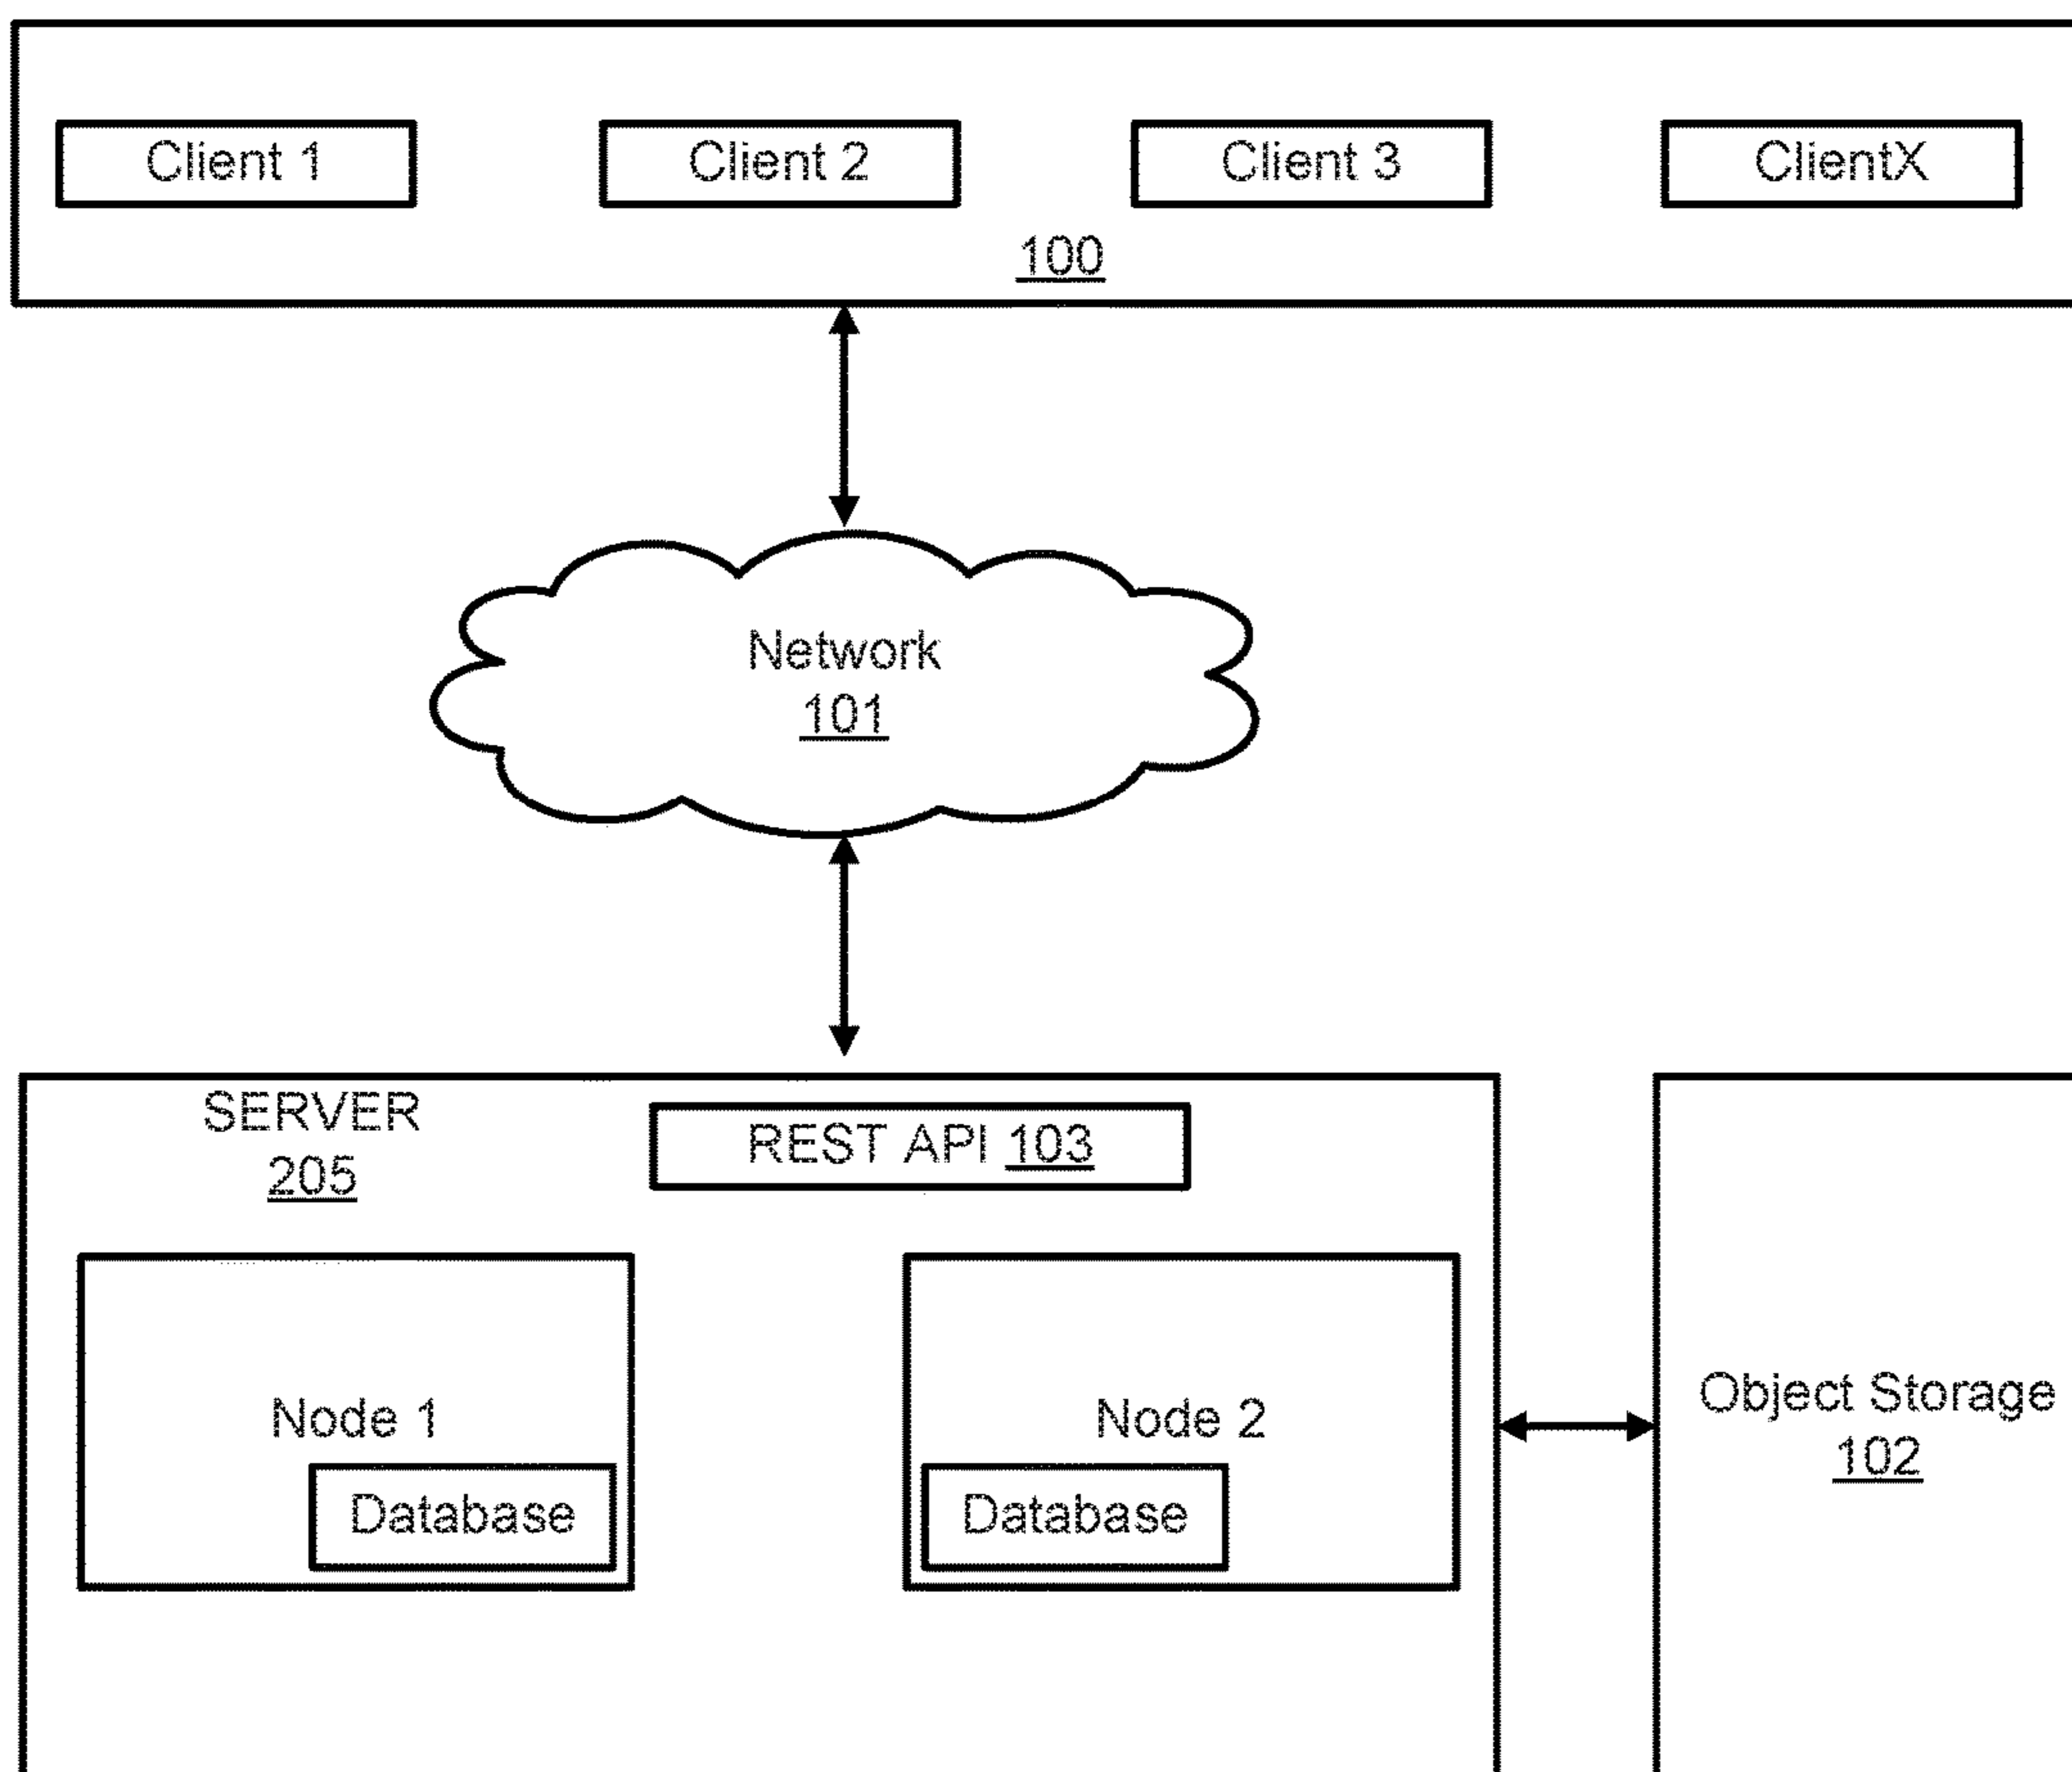 Client 1
Client 2
Client 3
ClientX
100
Network
101
SERVER
205
REST API 103
Node 1
Database
Node 2
Database
Object Storage
102